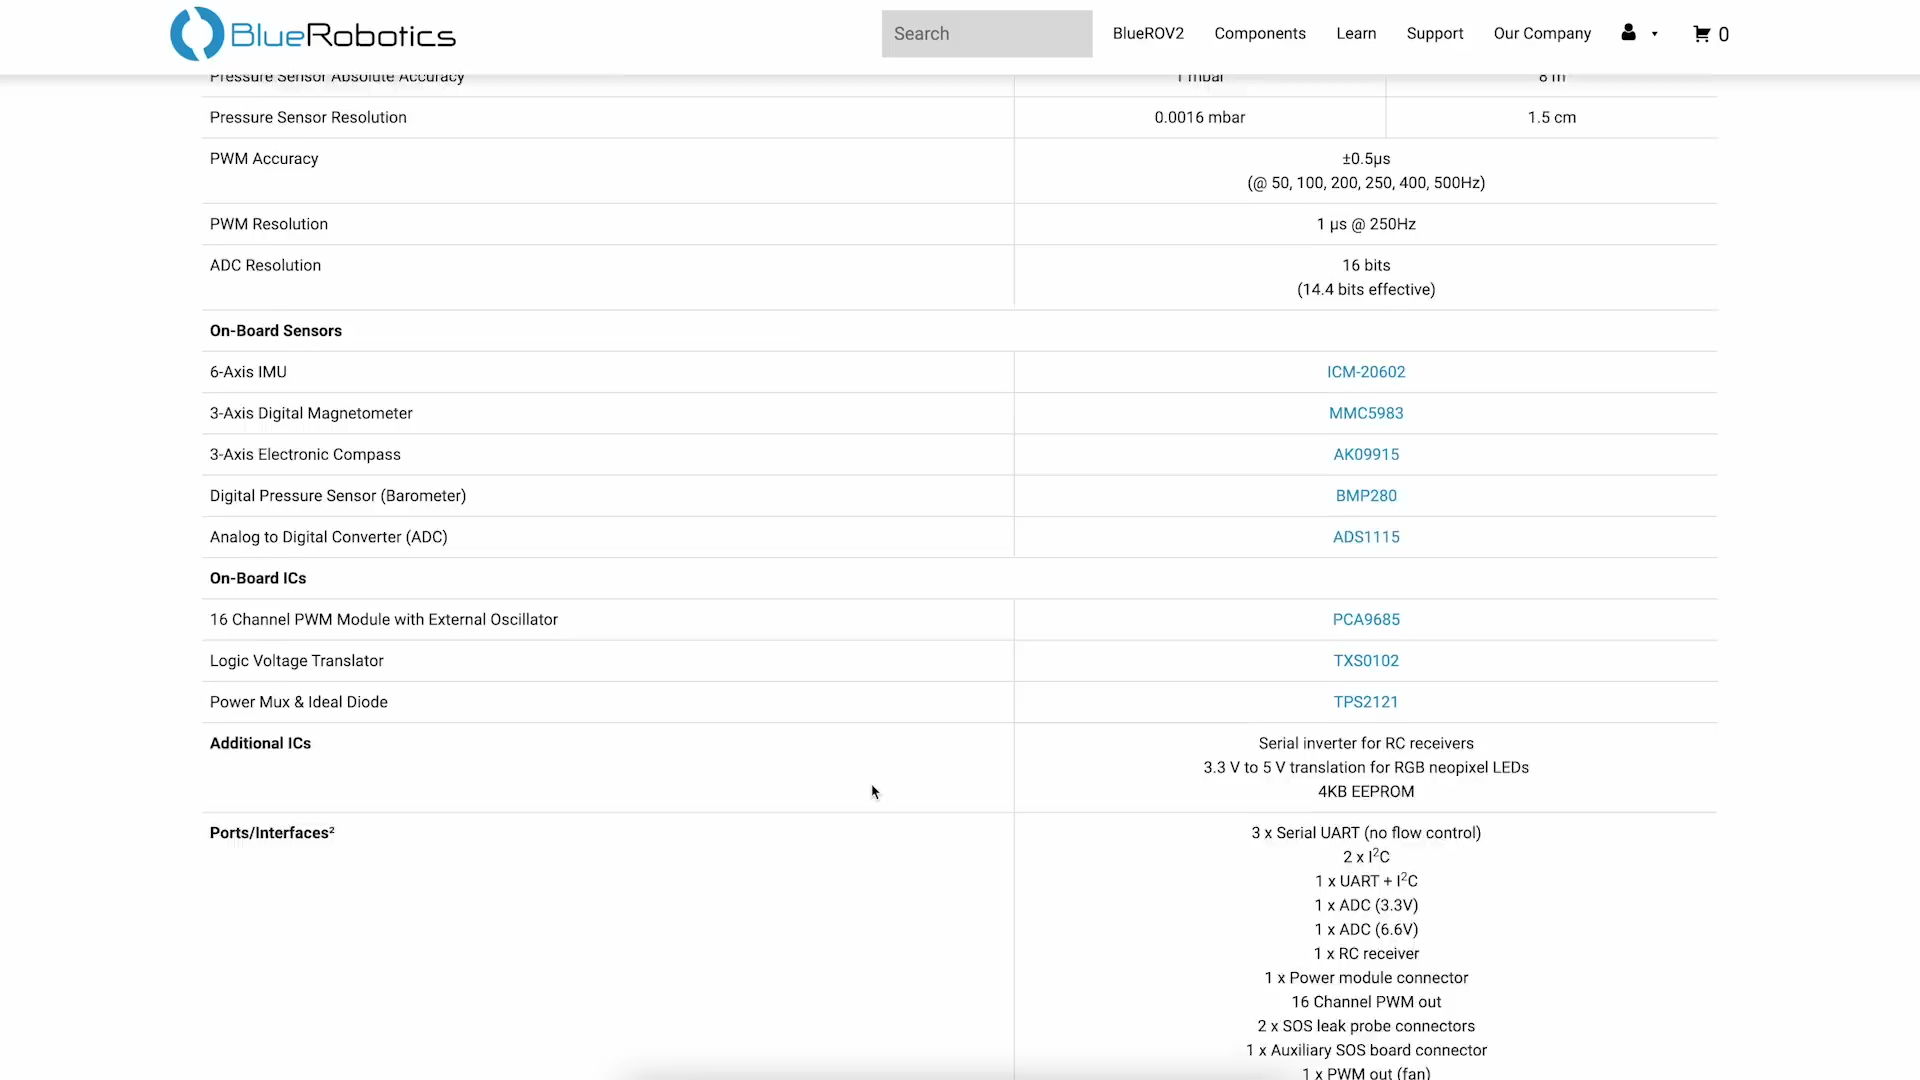 BlueRobotics
Search
BlueROV2
Components
Learn
Support
Our Company
0
Pressure Sensor Absolute Accuracy 1 mbar 8 m
Pressure Sensor Resolution 0.0016 mbar 1.5 cm
PWM Accuracy ±0.5μs
(@ 50, 100, 200, 250, 400, 500Hz)
PWM Resolution 1 μs @ 250Hz
ADC Resolution 16 bits
(14.4 bits effective)
On-Board Sensors
6-Axis IMU ICM-20602
3-Axis Digital Magnetometer MMC5983
3-Axis Electronic Compass AK09915
Digital Pressure Sensor (Barometer) BMP280
Analog to Digital Converter (ADC) ADS1115
On-Board ICs
16 Channel PWM Module with External Oscillator PCA9685
Logic Voltage Translator TXS0102
Power Mux & Ideal Diode TPS2121
Additional ICs Serial inverter for RC receivers
3.3 V to 5 V translation for RGB neopixel LEDs
4KB EEPROM
Ports/Interfaces² 3 x Serial UART (no flow control)
2 x I²C
1 x UART + I²C
1 x ADC (3.3V)
1 x ADC (6.6V)
1 x RC receiver
1 x Power module connector
16 Channel PWM out
2 x SOS leak probe connectors
1 x Auxiliary SOS board connector
1 x PWM out (fan)